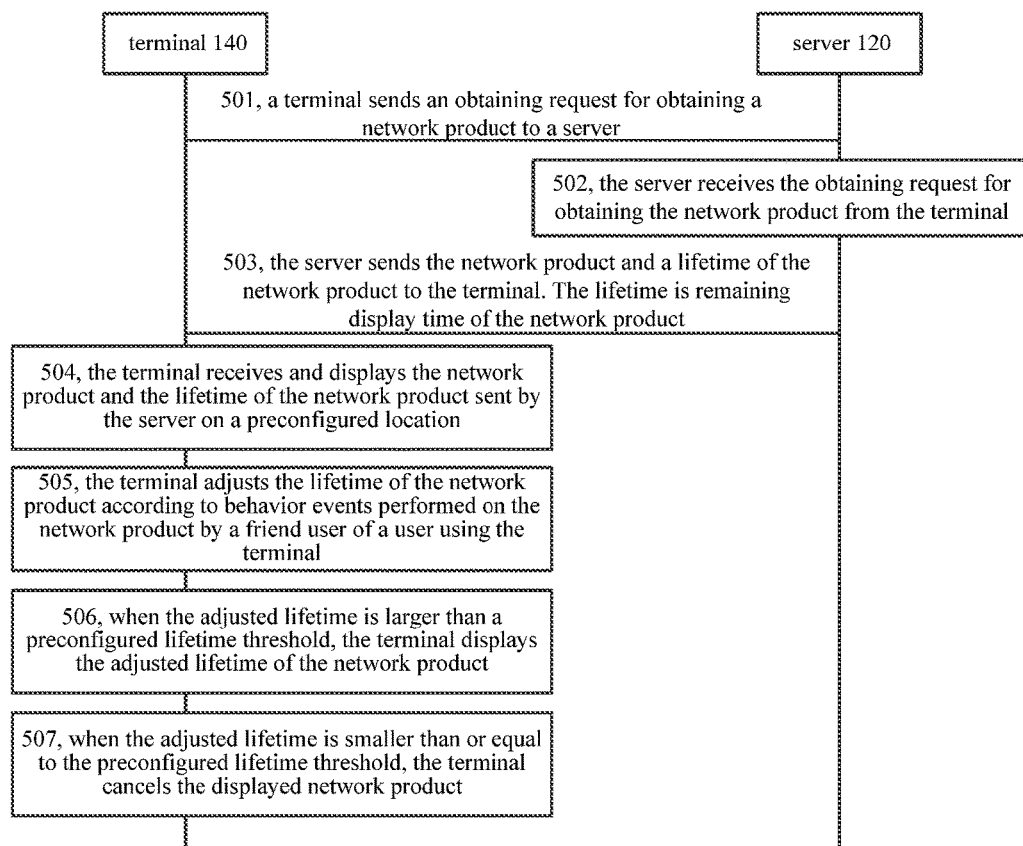 terminal 140
server 120
501, a terminal sends an obtaining request for obtaining a
network product to a server
502, the server receives the obtaining request for
obtaining the network product from the terminal
503, the server sends the network product and a lifetime of the
network product to the terminal. The lifetime is remaining
display time of the network product
504, the terminal receives and displays the network
product and the lifetime of the network product sent by
the server on a preconfigured location
505, the terminal adjusts the lifetime of the network
product according to behavior events performed on the
network product by a friend user of a user using the
terminal
506, when the adjusted lifetime is larger than a
preconfigured lifetime threshold, the terminal displays
the adjusted lifetime of the network product
507, when the adjusted lifetime is smaller than or equal
to the preconfigured lifetime threshold, the terminal
cancels the displayed network product